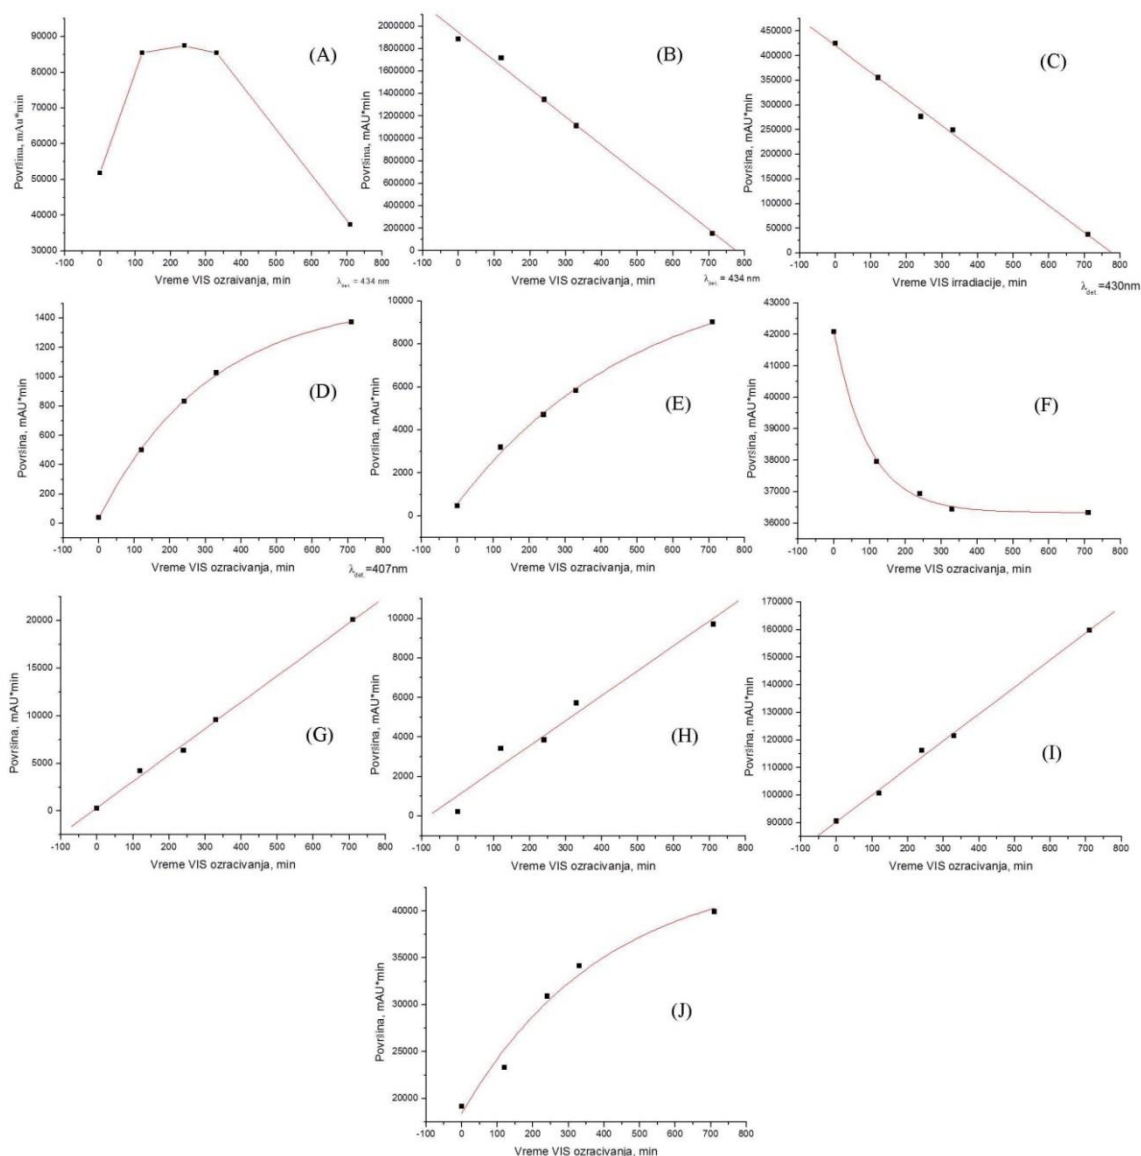 (A)
Površina, mAu*min
90000
80000
70000
60000
50000
40000
30000
-100 0 100 200 300 400 500 600 700 800
Vreme VIS ozraivanja, min
λdet. = 434 nm
(B)
Površina, mAU*min
2000000
1800000
1600000
1400000
1200000
1000000
800000
600000
400000
200000
0
-100 0 100 200 300 400 500 600 700 800
Vreme VIS ozraivanja, min
λdet. = 434 nm
(C)
Površina, mAU*min
450000
400000
350000
300000
250000
200000
150000
100000
50000
0
-100 0 100 200 300 400 500 600 700 800
Vreme VIS irradiacije, min
λdet.=430nm
(D)
Površina, mAU*min
1400
1200
1000
800
600
400
200
0
-100 0 100 200 300 400 500 600 700 800
Vreme VIS ozracivanja, min
λdet.=407nm
(E)
Površina, mAu*min
10000
8000
6000
4000
2000
0
-100 0 100 200 300 400 500 600 700 800
Vreme VIS ozracivanja, min
(F)
Površina, mAU*min
43000
42000
41000
40000
39000
38000
37000
36000
-100 0 100 200 300 400 500 600 700 800
Vreme VIS ozracivanja, min
(G)
Površina, mAU*min
20000
15000
10000
5000
0
-100 0 100 200 300 400 500 600 700 800
Vreme VIS ozracivanja, min
(H)
Površina, mAU*min
10000
8000
6000
4000
2000
0
-100 0 100 200 300 400 500 600 700 800
Vreme VIS ozracivanja, min
(I)
Površina, mAU*min
170000
160000
150000
140000
130000
120000
110000
100000
90000
-100 0 100 200 300 400 500 600 700 800
Vreme VIS ozracivanja, min
(J)
Površina, mAU*min
40000
35000
30000
25000
20000
-100 0 100 200 300 400 500 600 700 800
Vreme VIS ozracivanja, min